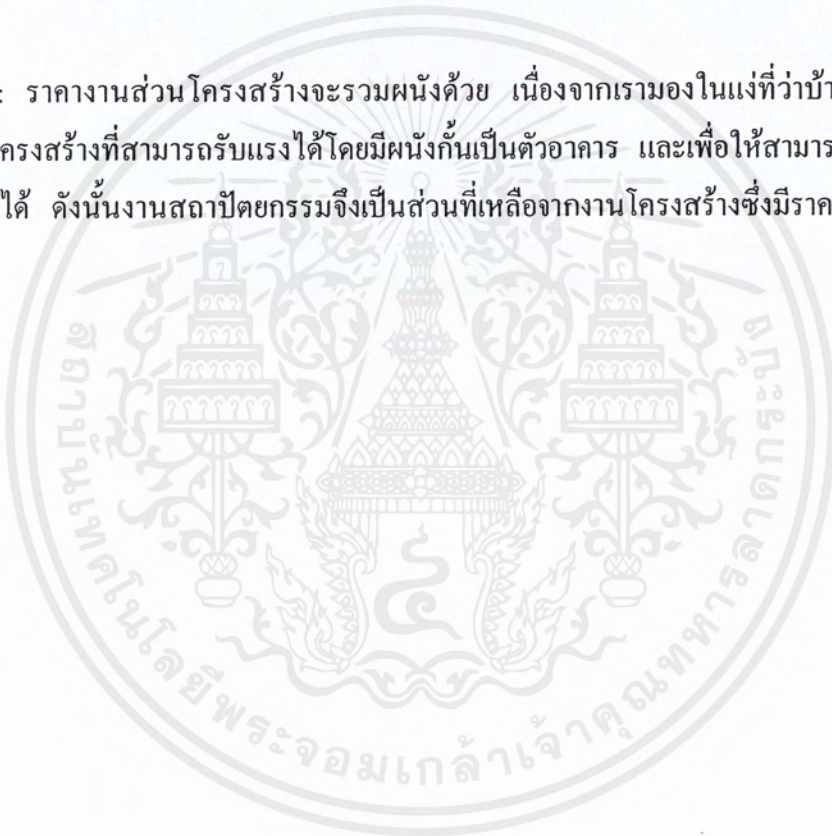 : ราคางานส่วนโครงสร้างจะรวมผนังด้วย เนื่องจากเรามองในแง่ที่ว่าบ้า
ครงสร้างที่สามารถรับแรงได้โดยมีผนังกั้นเป็นตัวอาคาร และเพื่อให้สามาร
ได้ ดังนั้นงานสถาปัตยกรรมจึงเป็นส่วนที่เหลือจากงานโครงสร้างซึ่งมีราค
สถาบันเทคโนโลยีพระจอมเกล้าเจ้าคุณทหารลาดกระบัง